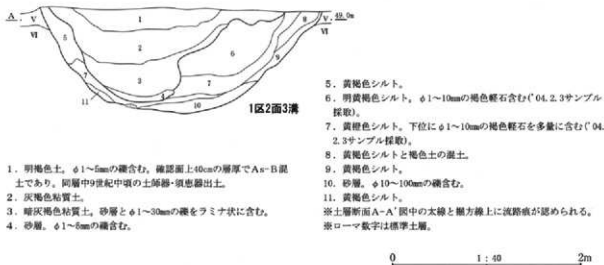 A
V
VI
49.0m
V
VI
1
2
3
4
5
6
7
7
8
9
10
11
1区2面3溝
1．明褐色土。φ1～5mmの礫含む。確認面上40cmの層厚でAs-B混
土であり。同層中9世紀中頃の土師器・須恵器出土。
2．灰褐色粘質土。
3．暗灰褐色粘質土。砂層とφ1～30mmの礫をラミナ状に含む。
4．砂層。φ1～5mmの礫含む。
5．黄褐色シルト。
6．明黄褐色シルト。φ1～10mmの褐色軽石含む('04.2.3サンプル
採取)。
7．黄橙色シルト。下位にφ1～10mmの褐色軽石を多量に含む('04.
2.3サンプル採取)。
8．黄褐色シルトと褐色土の混土。
9．黄褐色シルト。
10．砂層。φ10～100mmの礫含む。
11．黄褐色シルト。
※土層断面A-A'図中の太線と掘方線上に流路痕が認められる。
※ローマ数字は標準土層。
0 1：40 2m